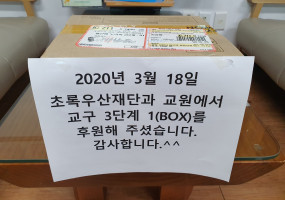 2020년 3월 18일
초록우산재단과 교원에서
교구 3단계 1(BOX)를
후원해 주셨습니다.
감사합니다.^^